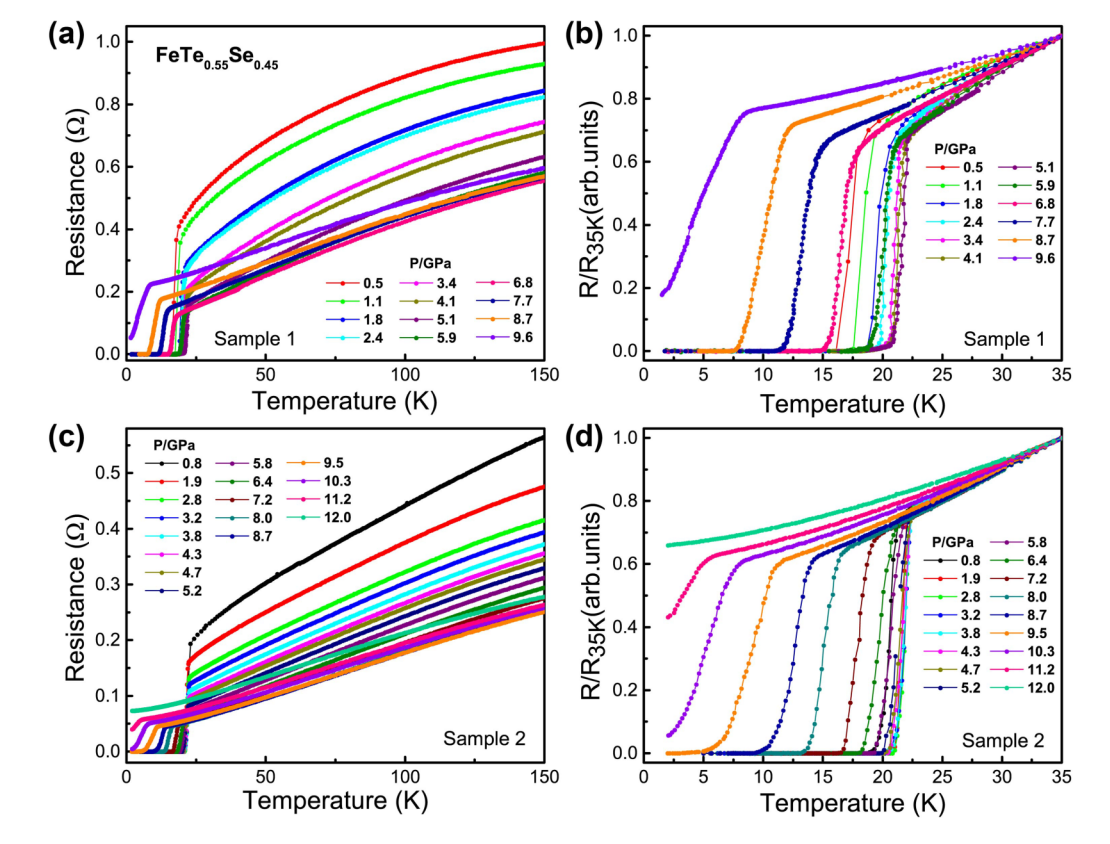 (a)
FeTe0.55Se0.45
Resistance (Ω)
1.0
0.8
0.6
0.4
0.2
0.0
P/GPa
0.5 3.4 6.8
1.1 4.1 7.7
1.8 5.1 8.7
2.4 5.9 9.6
Sample 1
0 50 100 150
Temperature (K)
(b)
R/R35K(arb.units)
1.0
0.8
0.6
0.4
0.2
0.0
P/GPa
0.5 5.1
1.1 5.9
1.8 6.8
2.4 7.7
3.4 8.7
4.1 9.6
Sample 1
0 5 10 15 20 25 30 35
Temperature (K)
(c)
Resistance (Ω)
0.5
0.4
0.3
0.2
0.1
0.0
P/GPa
0.8 5.8 9.5
1.9 6.4 10.3
2.8 7.2 11.2
3.2 8.0 12.0
3.8 8.7
4.3
4.7
5.2
Sample 2
0 50 100 150
Temperature (K)
(d)
R/R35K(arb.units)
1.0
0.8
0.6
0.4
0.2
0.0
P/GPa 5.8
0.8 6.4
1.9 7.2
2.8 8.0
3.2 8.7
3.8 9.5
4.3 10.3
4.7 11.2
5.2 12.0
Sample 2
0 5 10 15 20 25 30 35
Temperature (K)